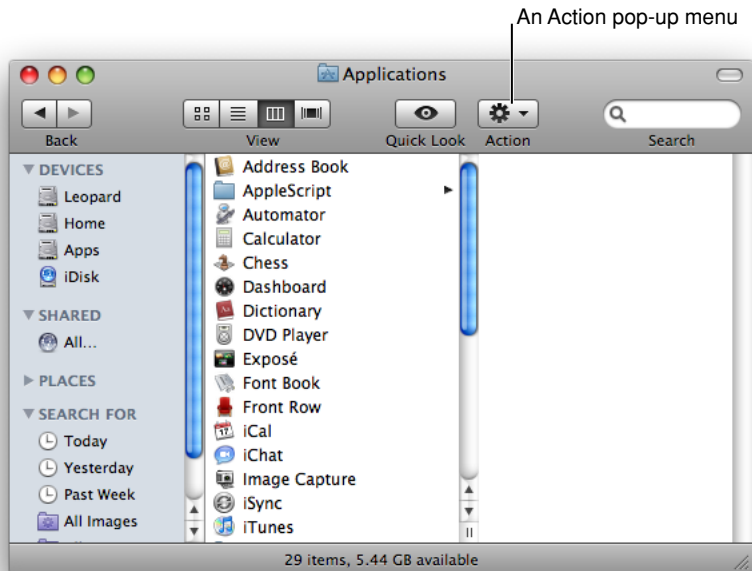 An Action pop-up menu
Applications
Back
View
Quick Look
Action
Search
DEVICES
Leopard
Home
Apps
iDisk
SHARED
All...
PLACES
SEARCH FOR
Today
Yesterday
Past Week
All Images
Address Book
AppleScript
Automator
Calculator
Chess
Dashboard
Dictionary
DVD Player
Exposé
Font Book
Front Row
iCal
iChat
Image Capture
iSync
iTunes
29 items, 5.44 GB available